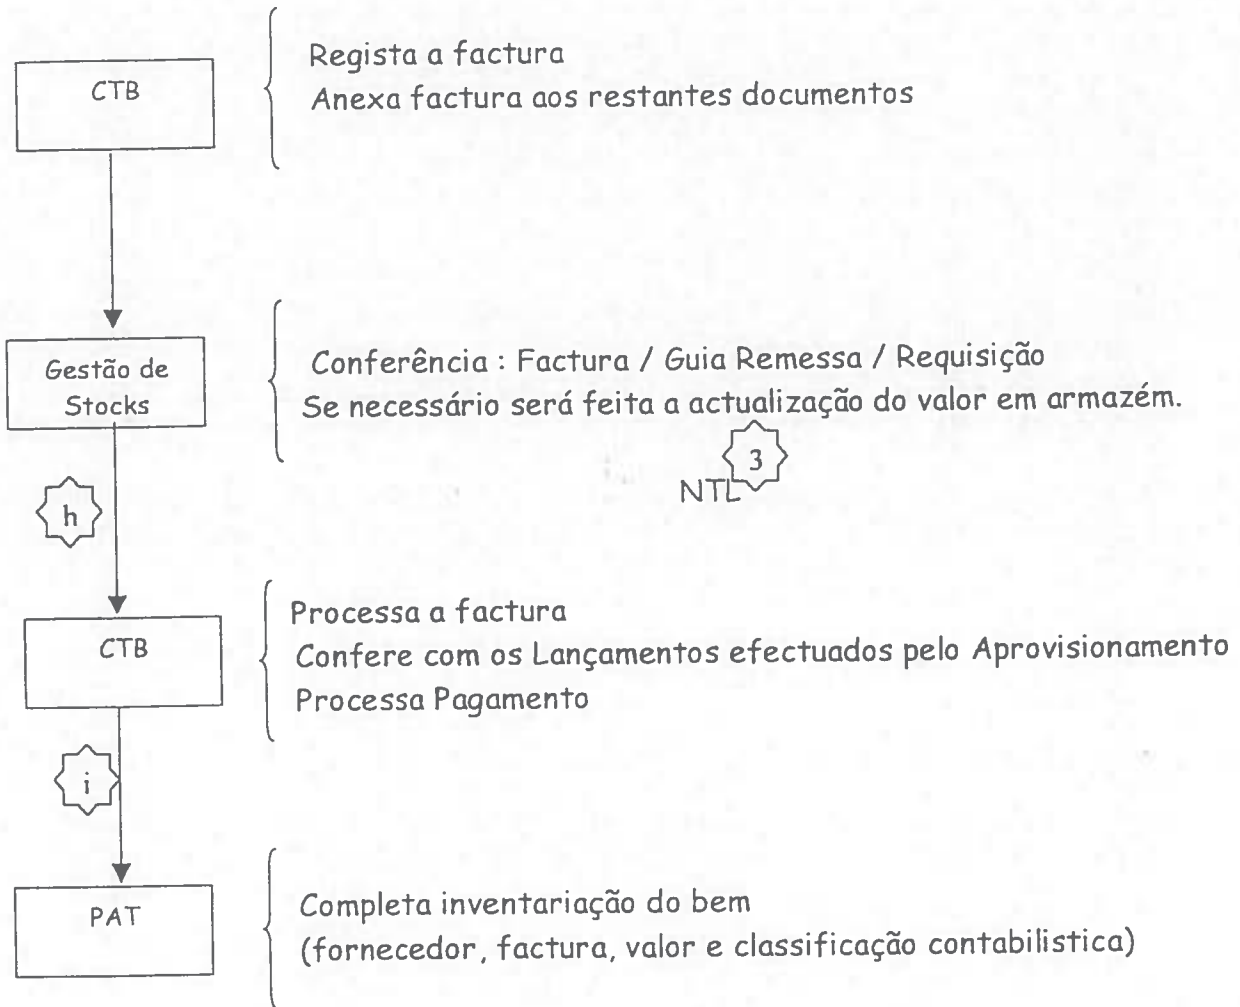 CTB
Regista a factura
Anexa factura aos restantes documentos
Gestão de
Stocks
Conferência : Factura / Guia Remessa / Requisição
Se necessário será feita a actualização do valor em armazém.
3
NTL
h
CTB
Processa a factura
Confere com os Lançamentos efectuados pelo Aprovisionamento
Processa Pagamento
i
PAT
Completa inventariação do bem
(fornecedor, factura, valor e classificação contabilistica)